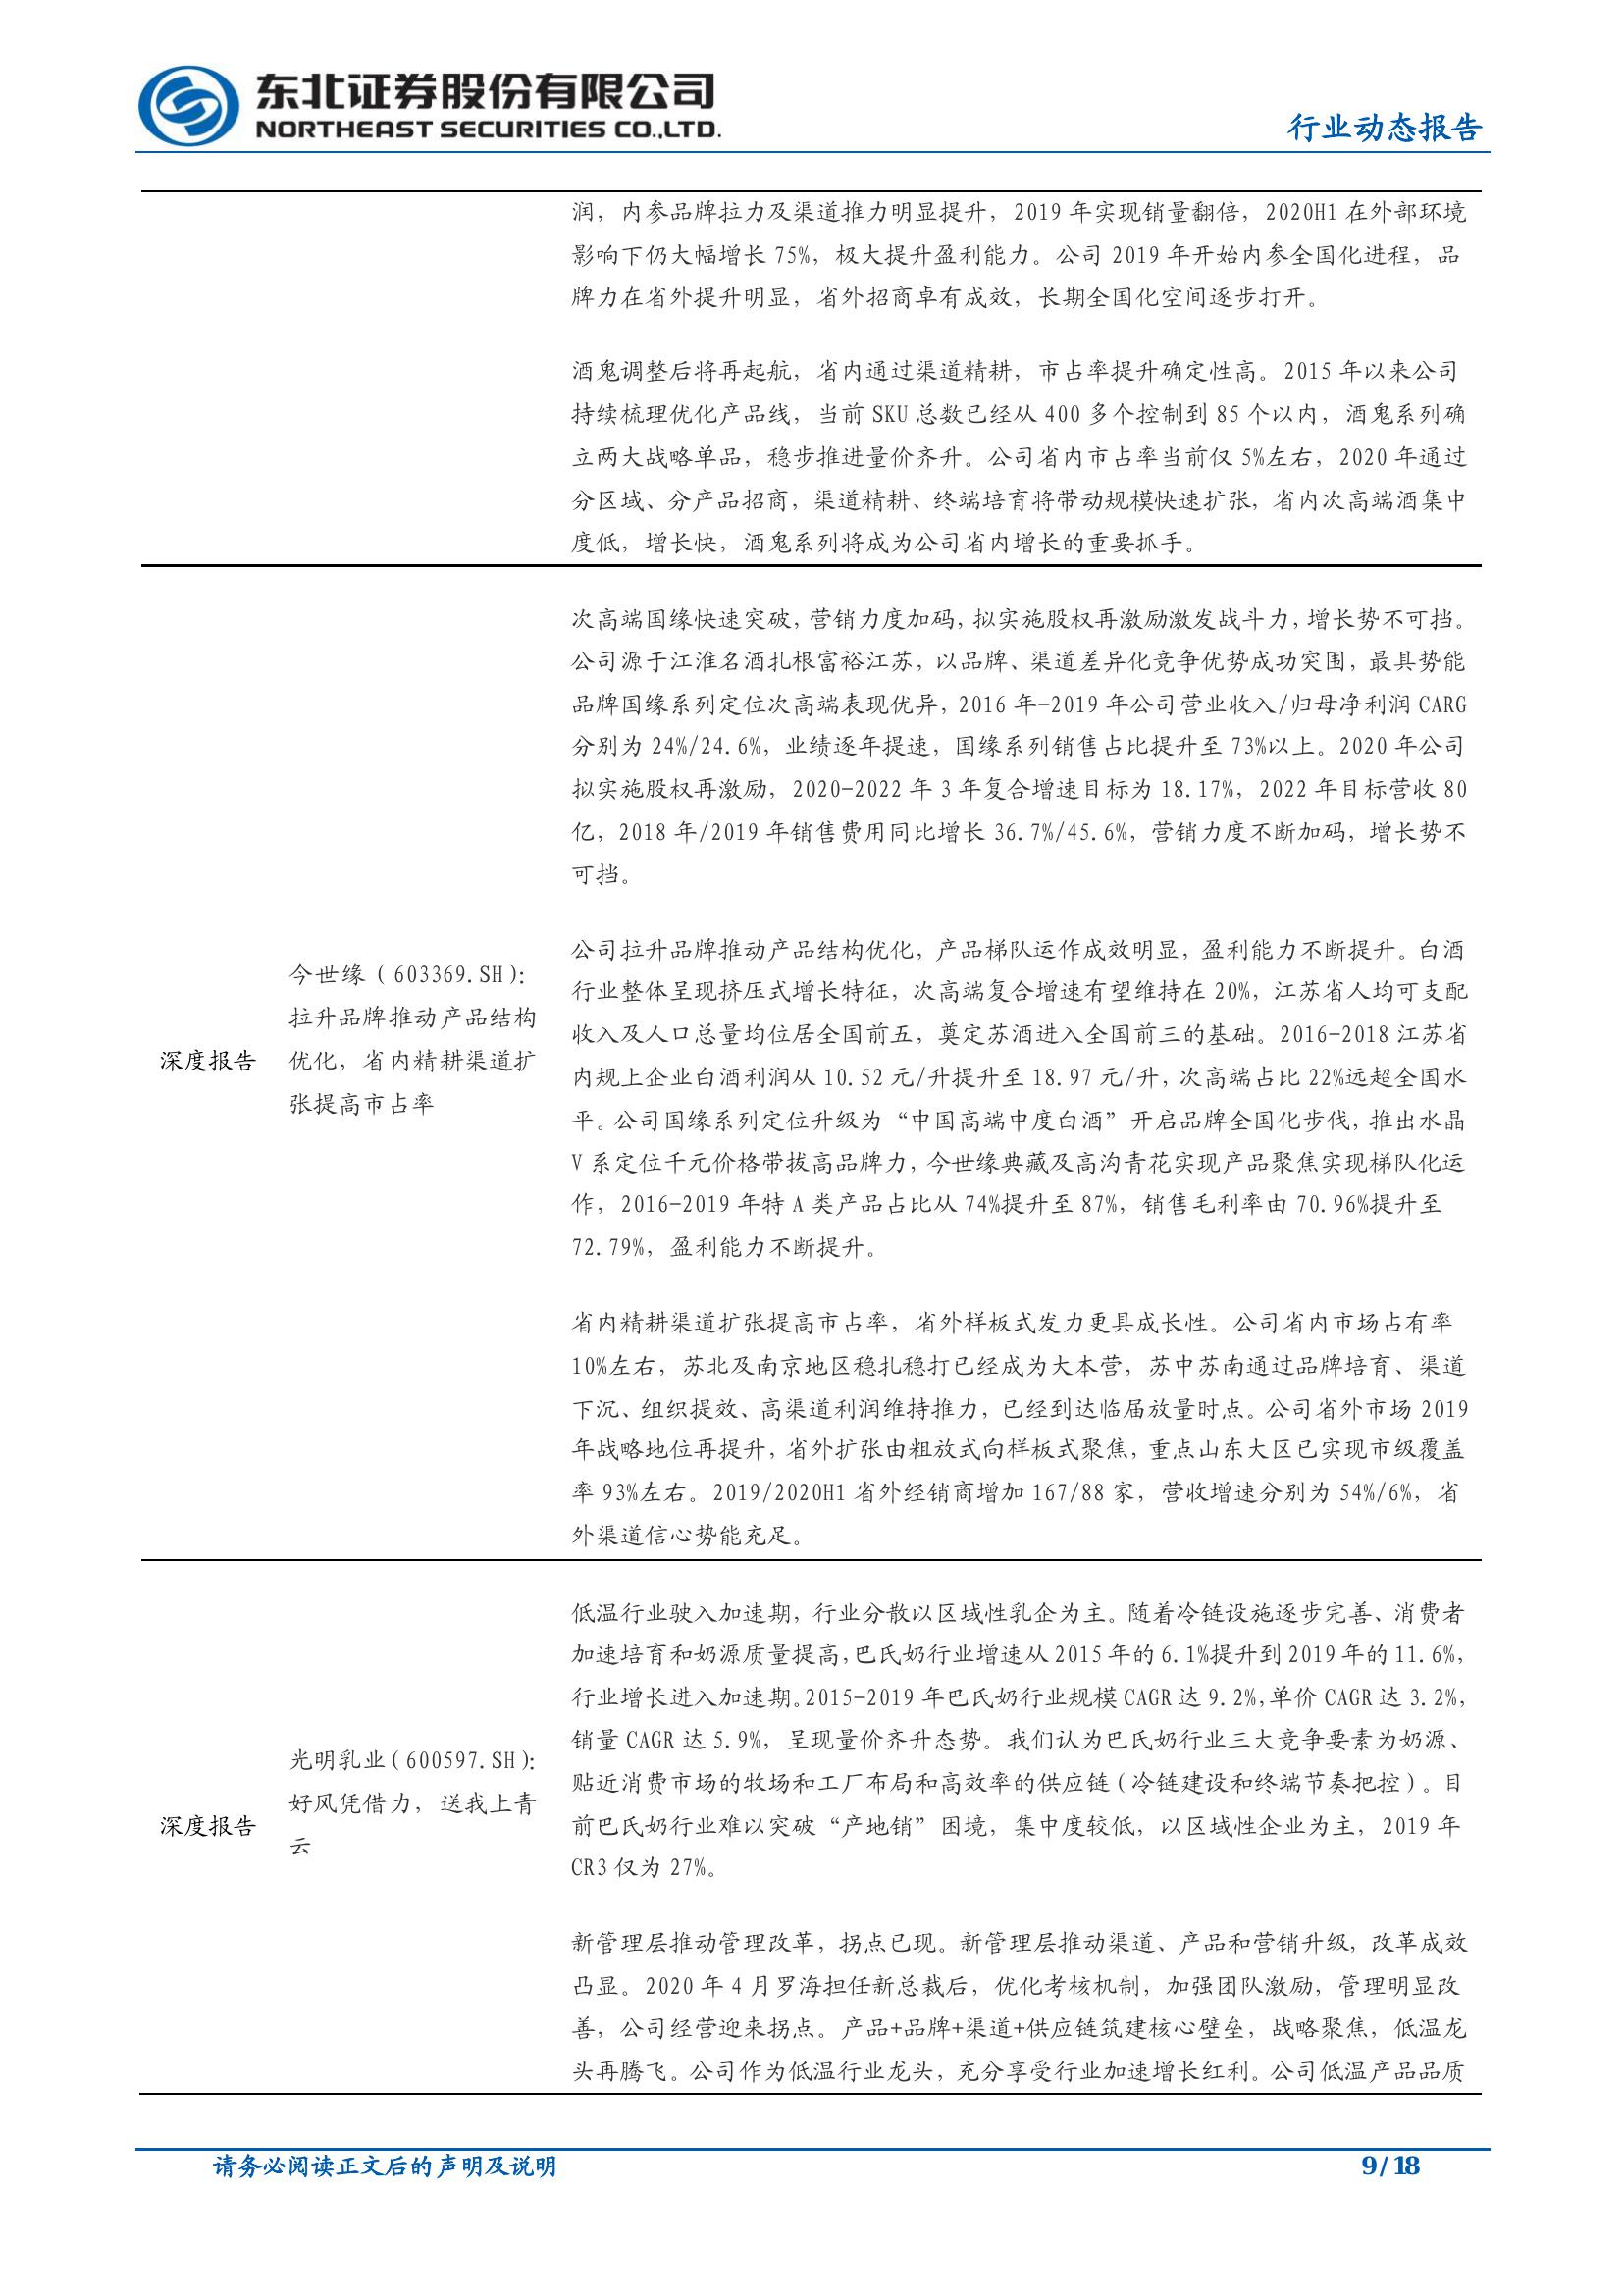 东北证券股份有限公司
NORTHEAST SECURITIES CO.,LTD.
行业动态报告
润，内参品牌拉力及渠道推力明显提升，2019 年实现销量翻倍，2020H1 在外部环境
影响下仍大幅增长 75%，极大提升盈利能力。公司 2019 年开始内参全国化进程，品
牌力在省外提升明显，省外招商卓有成效，长期全国化空间逐步打开。
酒鬼调整后将再起航，省内通过渠道精耕，市占率提升确定性高。2015 年以来公司
持续梳理优化产品线，当前 SKU 总数已经从 400 多个控制到 85 个以内，酒鬼系列确
立两大战略单品，稳步推进量价齐升。公司省内市占率当前仅 5%左右，2020 年通过
分区域、分产品招商，渠道精耕、终端培育将带动规模快速扩张，省内次高端酒集中
度低，增长快，酒鬼系列将成为公司省内增长的重要抓手。
深度报告
今世缘（603369.SH）：
拉升品牌推动产品结构
优化，省内精耕渠道扩
张提高市占率
次高端国缘快速突破，营销力度加码，拟实施股权再激励激发战斗力，增长势不可挡。
公司源于江淮名酒扎根富裕江苏，以品牌、渠道差异化竞争优势成功突围，最具势能
品牌国缘系列定位次高端表现优异，2016 年-2019 年公司营业收入/归母净利润 CARG
分别为 24%/24.6%，业绩逐年提速，国缘系列销售占比提升至 73%以上。2020 年公司
拟实施股权再激励，2020-2022 年 3 年复合增速目标为 18.17%，2022 年目标营收 80
亿，2018 年/2019 年销售费用同比增长 36.7%/45.6%，营销力度不断加码，增长势不
可挡。
公司拉升品牌推动产品结构优化，产品梯队运作成效明显，盈利能力不断提升。白酒
行业整体呈现挤压式增长特征，次高端复合增速有望维持在 20%，江苏省人均可支配
收入及人口总量均位居全国前五，奠定苏酒进入全国前三的基础。2016-2018 江苏省
内规上企业白酒利润从 10.52 元/升提升至 18.97 元/升，次高端占比 22%远超全国水
平。公司国缘系列定位升级为“中国高端中度白酒”开启品牌全国化步伐，推出水晶
V 系定位千元价格带拔高品牌力，今世缘典藏及高沟青花实现产品聚焦实现梯队化运
作，2016-2019 年特 A 类产品占比从 74%提升至 87%，销售毛利率由 70.96%提升至
72.79%，盈利能力不断提升。
省内精耕渠道扩张提高市占率，省外样板式发力更具成长性。公司省内市场占有率
10%左右，苏北及南京地区稳扎稳打已经成为大本营，苏中苏南通过品牌培育、渠道
下沉、组织提效、高渠道利润维持推力，已经到达临届放量时点。公司省外市场 2019
年战略地位再提升，省外扩张由粗放式向样板式聚焦，重点山东大区已实现市级覆盖
率 93%左右。2019/2020H1 省外经销商增加 167/88 家，营收增速分别为 54%/6%，省
外渠道信心势能充足。
深度报告
光明乳业（600597.SH）：
好风凭借力，送我上青
云
低温行业驶入加速期，行业分散以区域性乳企为主。随着冷链设施逐步完善、消费者
加速培育和奶源质量提高，巴氏奶行业增速从 2015 年的 6.1%提升到 2019 年的 11.6%，
行业增长进入加速期。2015-2019 年巴氏奶行业规模 CAGR 达 9.2%，单价 CAGR 达 3.2%，
销量 CAGR 达 5.9%，呈现量价齐升态势。我们认为巴氏奶行业三大竞争要素为奶源、
贴近消费市场的牧场和工厂布局和高效率的供应链（冷链建设和终端节奏把控）。目
前巴氏奶行业难以突破“产地销”困境，集中度较低，以区域性企业为主，2019 年
CR3 仅为 27%。
新管理层推动管理改革，拐点已现。新管理层推动渠道、产品和营销升级，改革成效
凸显。2020 年 4 月罗海担任新总裁后，优化考核机制，加强团队激励，管理明显改
善，公司经营迎来拐点。产品+品牌+渠道+供应链筑建核心壁垒，战略聚焦，低温龙
头再腾飞。公司作为低温行业龙头，充分享受行业加速增长红利。公司低温产品品质
请务必阅读正文后的声明及说明
9/18